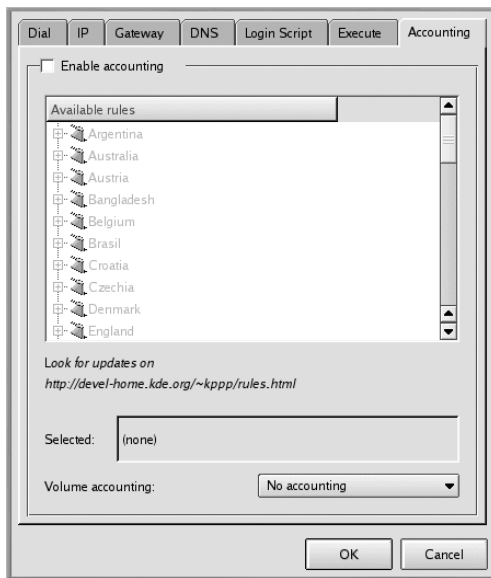 Dial IP Gateway DNS Login Script Execute Accounting
Enable accounting
Available rules
Argentina
Australia
Austria
Bangladesh
Belgium
Brasil
Croatia
Czechia
Denmark
England
Look for updates on
http://devel-home.kde.org/~kppp/rules.html
Selected: (none)
Volume accounting: No accounting
OK Cancel